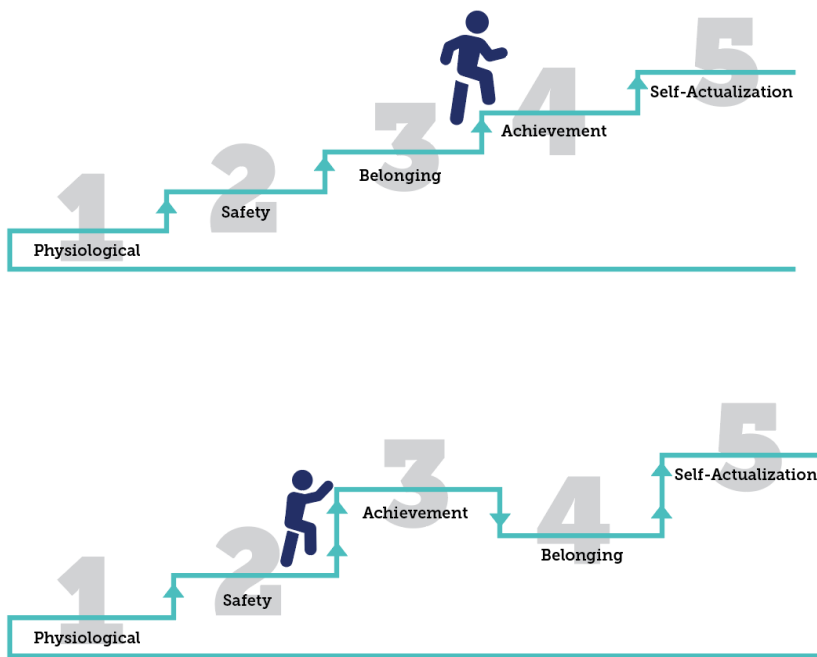 1
Physiological
2
Safety
3
Belonging
4
Achievement
5
Self-Actualization
1
Physiological
2
Safety
3
Achievement
4
Belonging
5
Self-Actualization